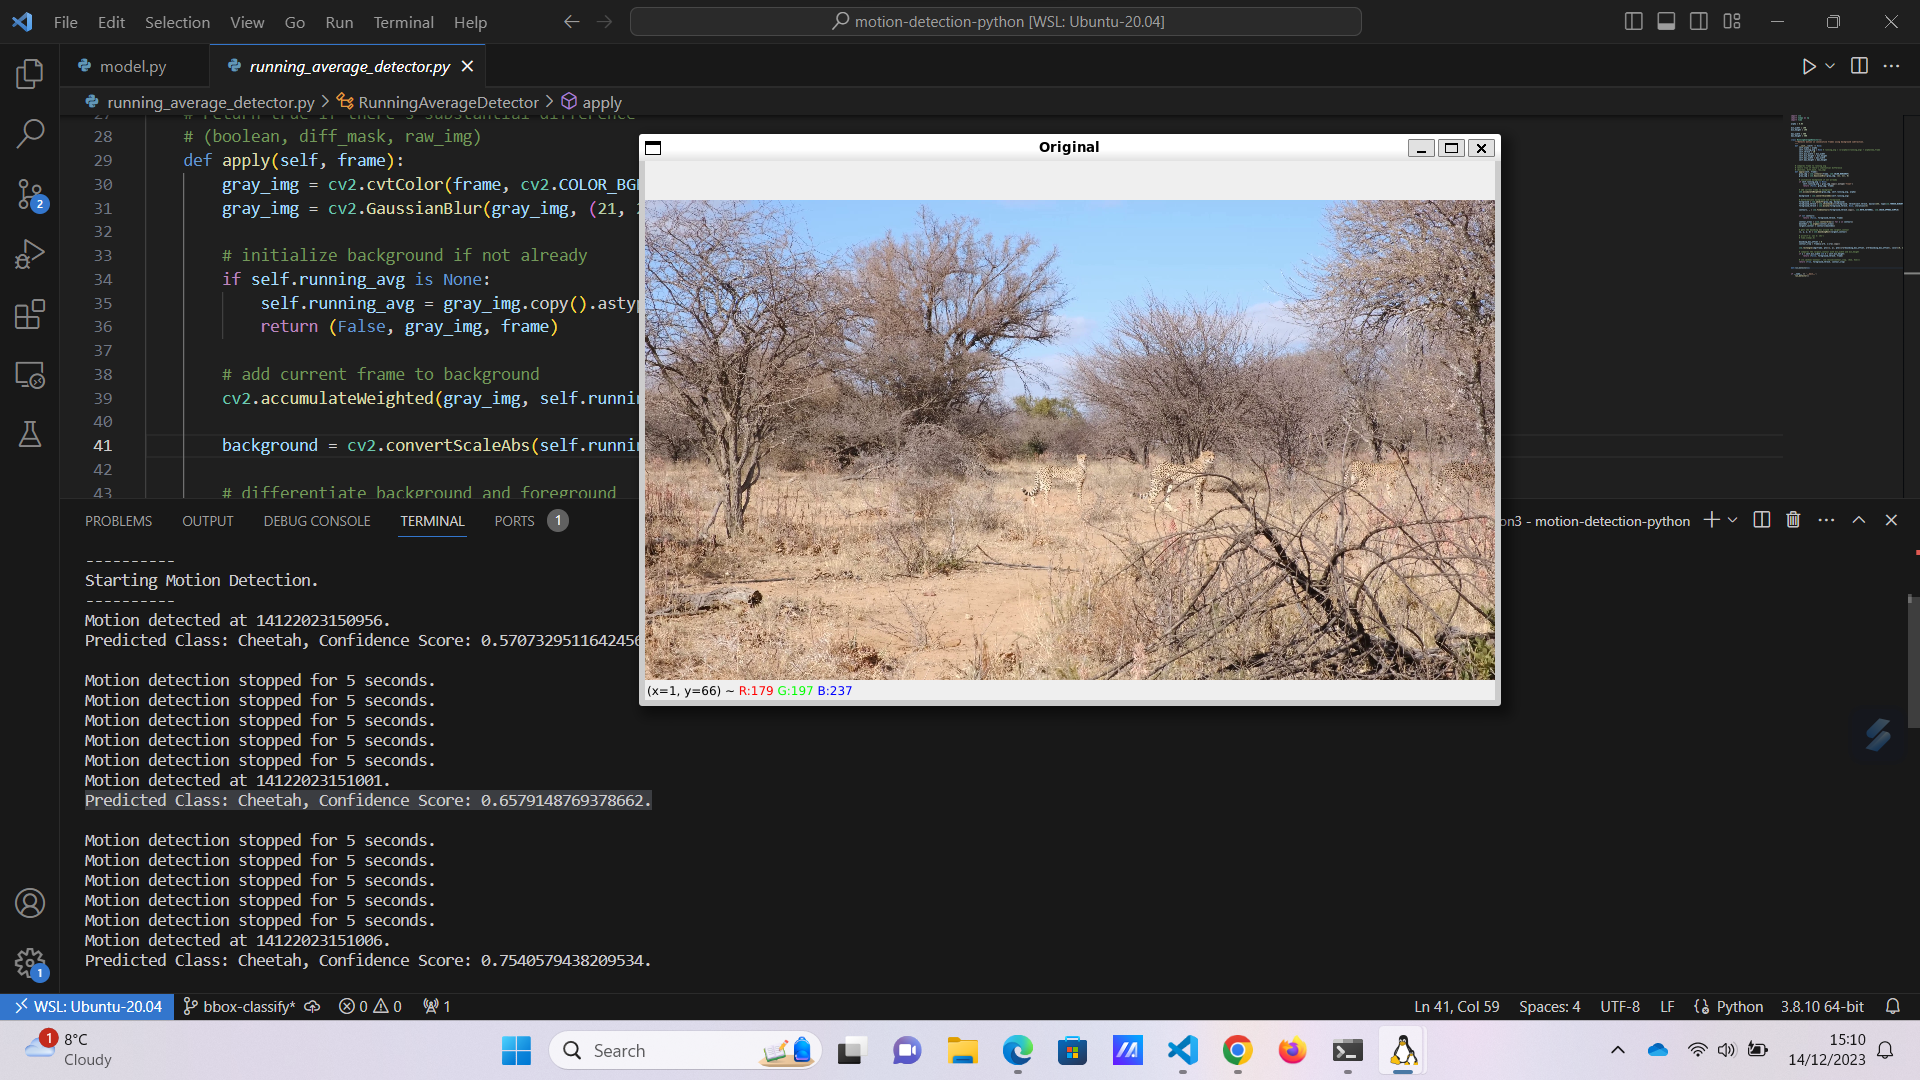 File Edit Selection View Go Run Terminal Help
motion-detection-python [WSL: Ubuntu-20.04]
model.py
running_average_detector.py
running_average_detector.py > RunningAverageDetector > apply
27 # return true if there's substantial difference
28 # (boolean, diff_mask, raw_img)
29 def apply(self, frame):
30 gray_img = cv2.cvtColor(frame, cv2.COLOR_BG
31 gray_img = cv2.GaussianBlur(gray_img, (21,
32
33 # initialize background if not already
34 if self.running_avg is None:
35 self.running_avg = gray_img.copy().astyp
36 return (False, gray_img, frame)
37
38 # add current frame to background
39 cv2.accumulateWeighted(gray_img, self.runni
40
41 background = cv2.convertScaleAbs(self.runni
42
43 # differentiate background and foreground
Original
(x=1, y=66) ~ R:179 G:197 B:237
PROBLEMS OUTPUT DEBUG CONSOLE TERMINAL PORTS 1
on3 - motion-detection-python
----------
Starting Motion Detection.
----------
Motion detected at 14122023150956.
Predicted Class: Cheetah, Confidence Score: 0.5707329511642456
Motion detection stopped for 5 seconds.
Motion detection stopped for 5 seconds.
Motion detection stopped for 5 seconds.
Motion detection stopped for 5 seconds.
Motion detection stopped for 5 seconds.
Motion detected at 14122023151001.
Predicted Class: Cheetah, Confidence Score: 0.6579148769378662.
Motion detection stopped for 5 seconds.
Motion detection stopped for 5 seconds.
Motion detection stopped for 5 seconds.
Motion detection stopped for 5 seconds.
Motion detection stopped for 5 seconds.
Motion detected at 14122023151006.
Predicted Class: Cheetah, Confidence Score: 0.7540579438209534.
2
1
WSL: Ubuntu-20.04 bbox-classify* 0 0 1
Ln 41, Col 59 Spaces: 4 UTF-8 LF Python 3.8.10 64-bit
1
8°C
Cloudy
Search
15:10
14/12/2023